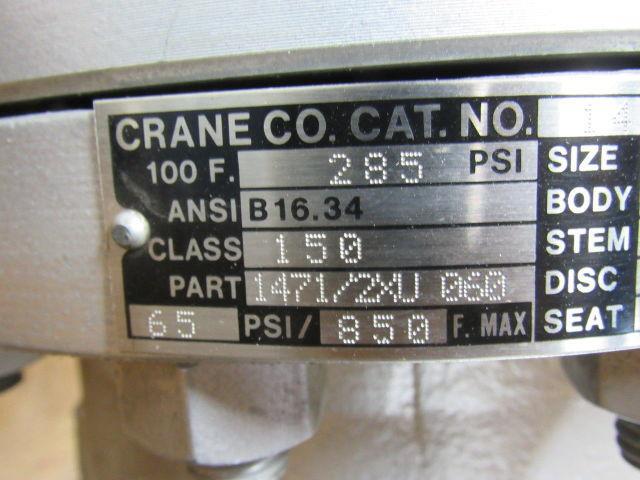 CRANE CO. CAT. NO. 14
100 F. 285 PSI SIZE
ANSI B16.34 BODY
CLASS 150 STEM
PART 1471/2XU 060 DISC
65 PSI/ 850 F. MAX SEAT